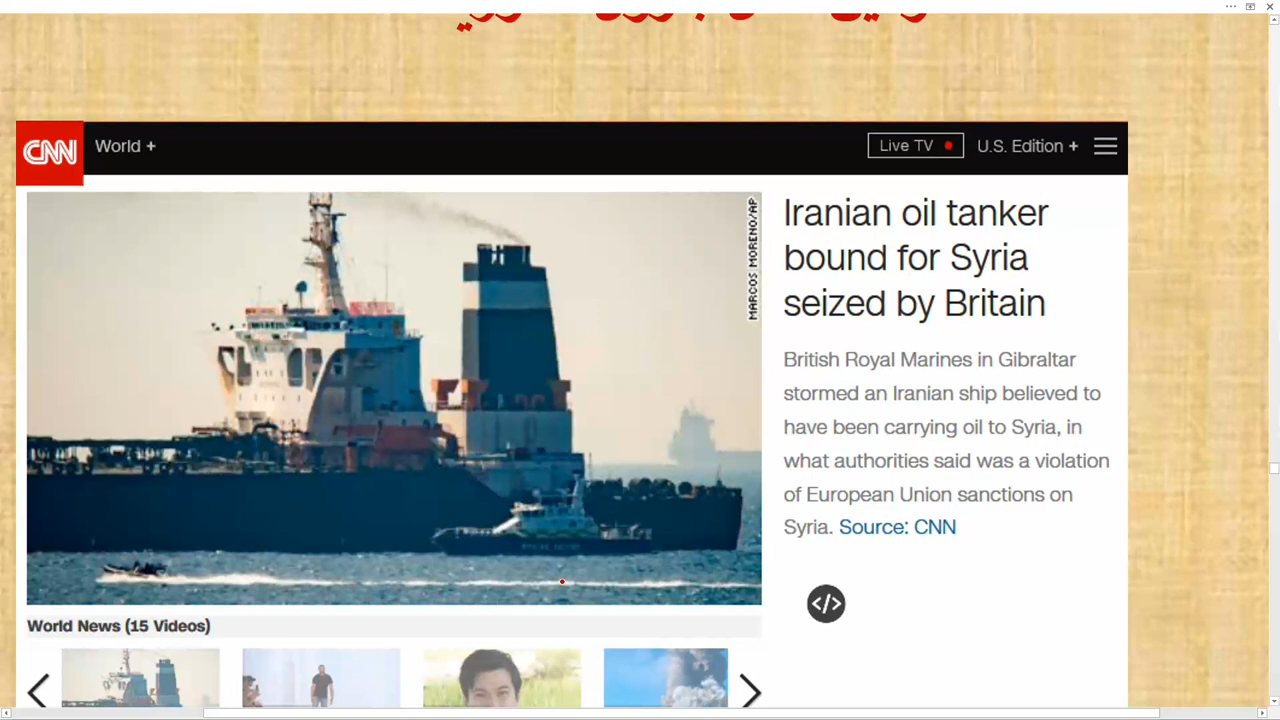 CNN
World +
Live TV
U.S. Edition +
MARCOS MORENO/AP
Iranian oil tanker
bound for Syria
seized by Britain
British Royal Marines in Gibraltar
stormed an Iranian ship believed to
have been carrying oil to Syria, in
what authorities said was a violation
of European Union sanctions on
Syria. Source: CNN
</>
World News (15 Videos)